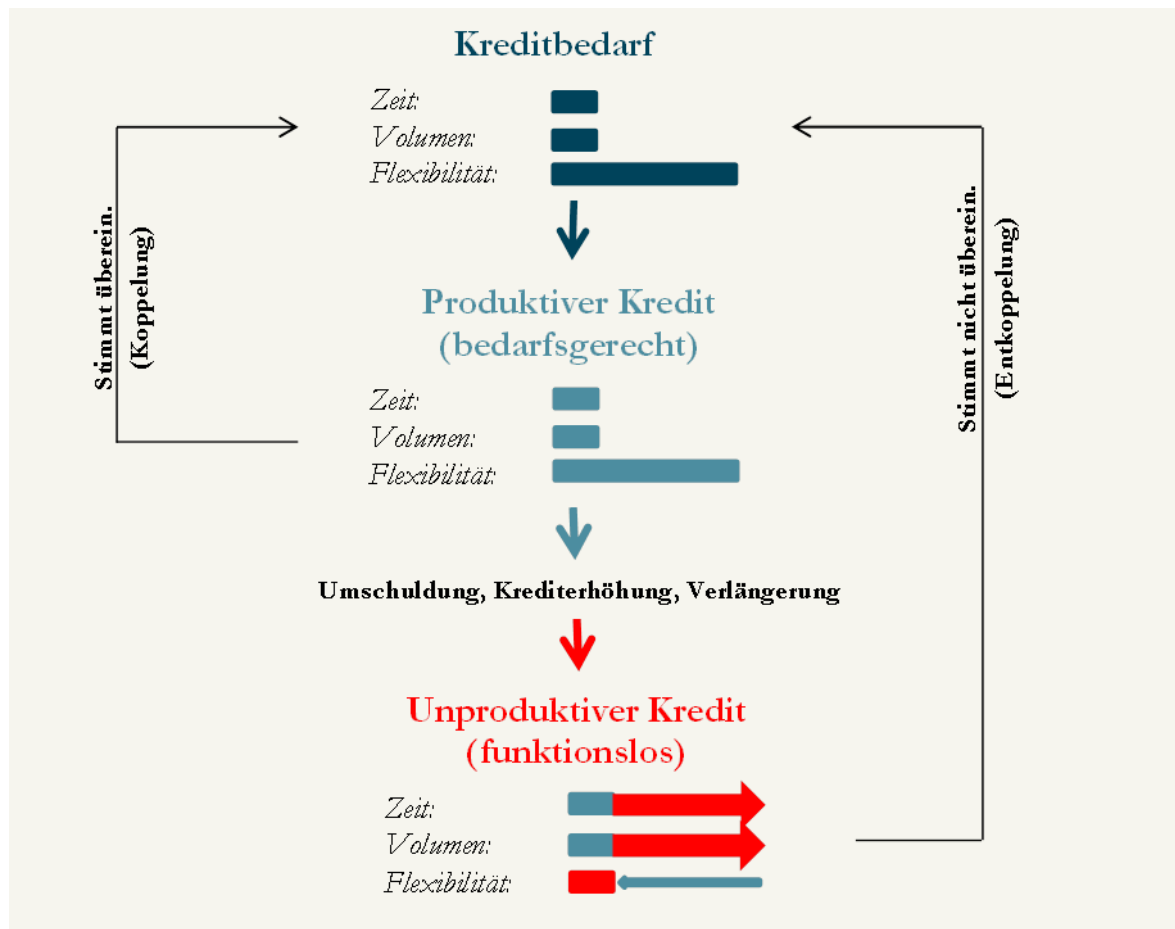 Kreditbedarf
Zeit:
Volumen:
Flexibilität:
Stimmt überein.
(Koppelung)
Stimmt nicht überein.
(Entkoppelung)
Produktiver Kredit
(bedarfsgerecht)
Zeit:
Volumen:
Flexibilität:
Umschuldung, Krediterhöhung, Verlängerung
Unproduktiver Kredit
(funktionslos)
Zeit:
Volumen:
Flexibilität: